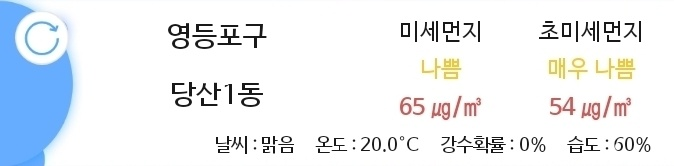 영등포구
당산1동
미세먼지 초미세먼지
나쁨 매우 나쁨
65 ㎍/㎥ 54 ㎍/㎥
날씨 : 맑음 온도 : 20.0°C 강수확률 : 0% 습도 : 60%